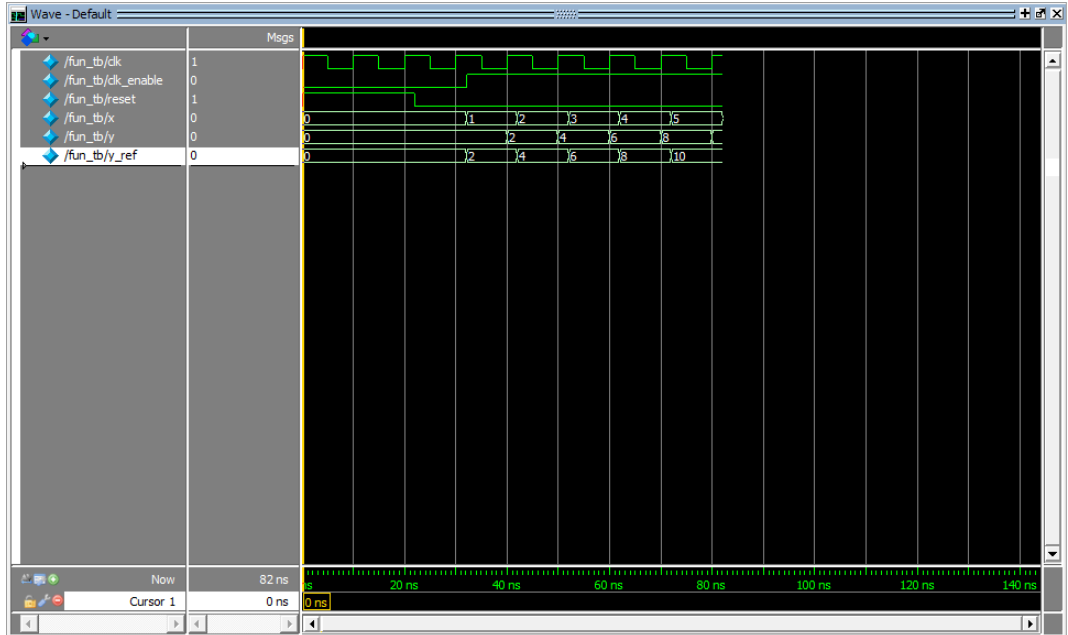 Wave - Default
Msgs
/fun_tb/clk 1
/fun_tb/clk_enable 0
/fun_tb/reset 1
/fun_tb/x 0 0 1 2 3 4 5
/fun_tb/y 0 0 2 4 6 8
/fun_tb/y_ref 0 0 2 4 6 8 10
Now 82 ns ns 20 ns 40 ns 60 ns 80 ns 100 ns 120 ns 140 ns
Cursor 1 0 ns 0 ns